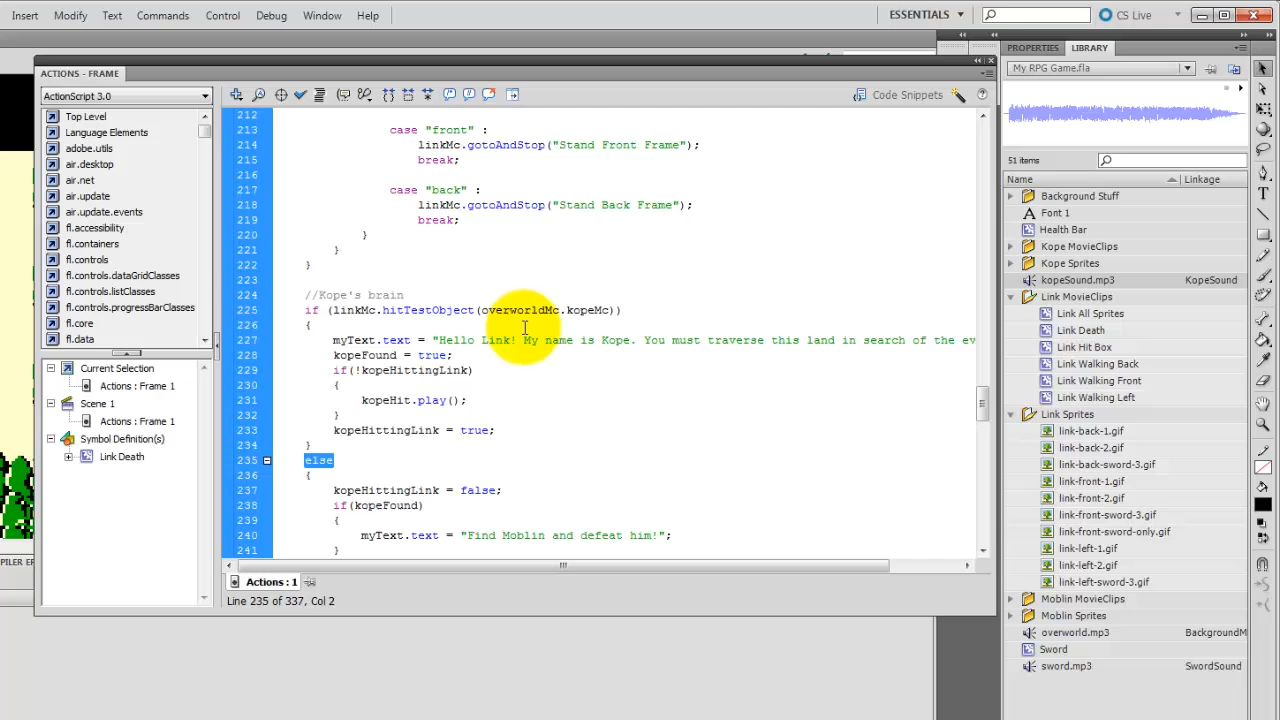 Insert Modify Text Commands Control Debug Window Help ESSENTIALS CS Live
ACTIONS - FRAME
PROPERTIES LIBRARY
My RPG Game.fla
ActionScript 3.0
Code Snippets
Top Level
Language Elements
adobe.utils
air.desktop
air.net
air.update
air.update.events
fl.accessibility
fl.containers
fl.controls
fl.controls.dataGridClasses
fl.controls.listClasses
fl.controls.progressBarClasses
fl.core
fl.data
Current Selection
Actions : Frame 1
Scene 1
Actions : Frame 1
Symbol Definition(s)
Link Death
212
213 case "front" :
214 linkMc.gotoAndStop("Stand Front Frame");
215 break;
216
217 case "back" :
218 linkMc.gotoAndStop("Stand Back Frame");
219 break;
220 }
221 }
222 }
223
224 //Kope's brain
225 if (linkMc.hitTestObject(overworldMc.kopeMc))
226 {
227 myText.text = "Hello Link! My name is Kope. You must traverse this land in search of the ev
228 kopeFound = true;
229 if(!kopeHittingLink)
230 {
231 kopeHit.play();
232 }
233 kopeHittingLink = true;
234 }
235 else
236 {
237 kopeHittingLink = false;
238 if(kopeFound)
239 {
240 myText.text = "Find Moblin and defeat him!";
241 }
Actions : 1
Line 235 of 337, Col 2
51 items
Name Linkage
Background Stuff
Font 1
Health Bar
Kope MovieClips
Kope Sprites
kopeSound.mp3 KopeSound
Link MovieClips
Link All Sprites
Link Death
Link Hit Box
Link Walking Back
Link Walking Front
Link Walking Left
Link Sprites
link-back-1.gif
link-back-2.gif
link-back-sword-3.gif
link-front-1.gif
link-front-2.gif
link-front-sword-3.gif
link-front-sword-only.gif
link-left-1.gif
link-left-2.gif
link-left-sword-3.gif
Moblin MovieClips
Moblin Sprites
overworld.mp3 BackgroundM
Sword
sword.mp3 SwordSound